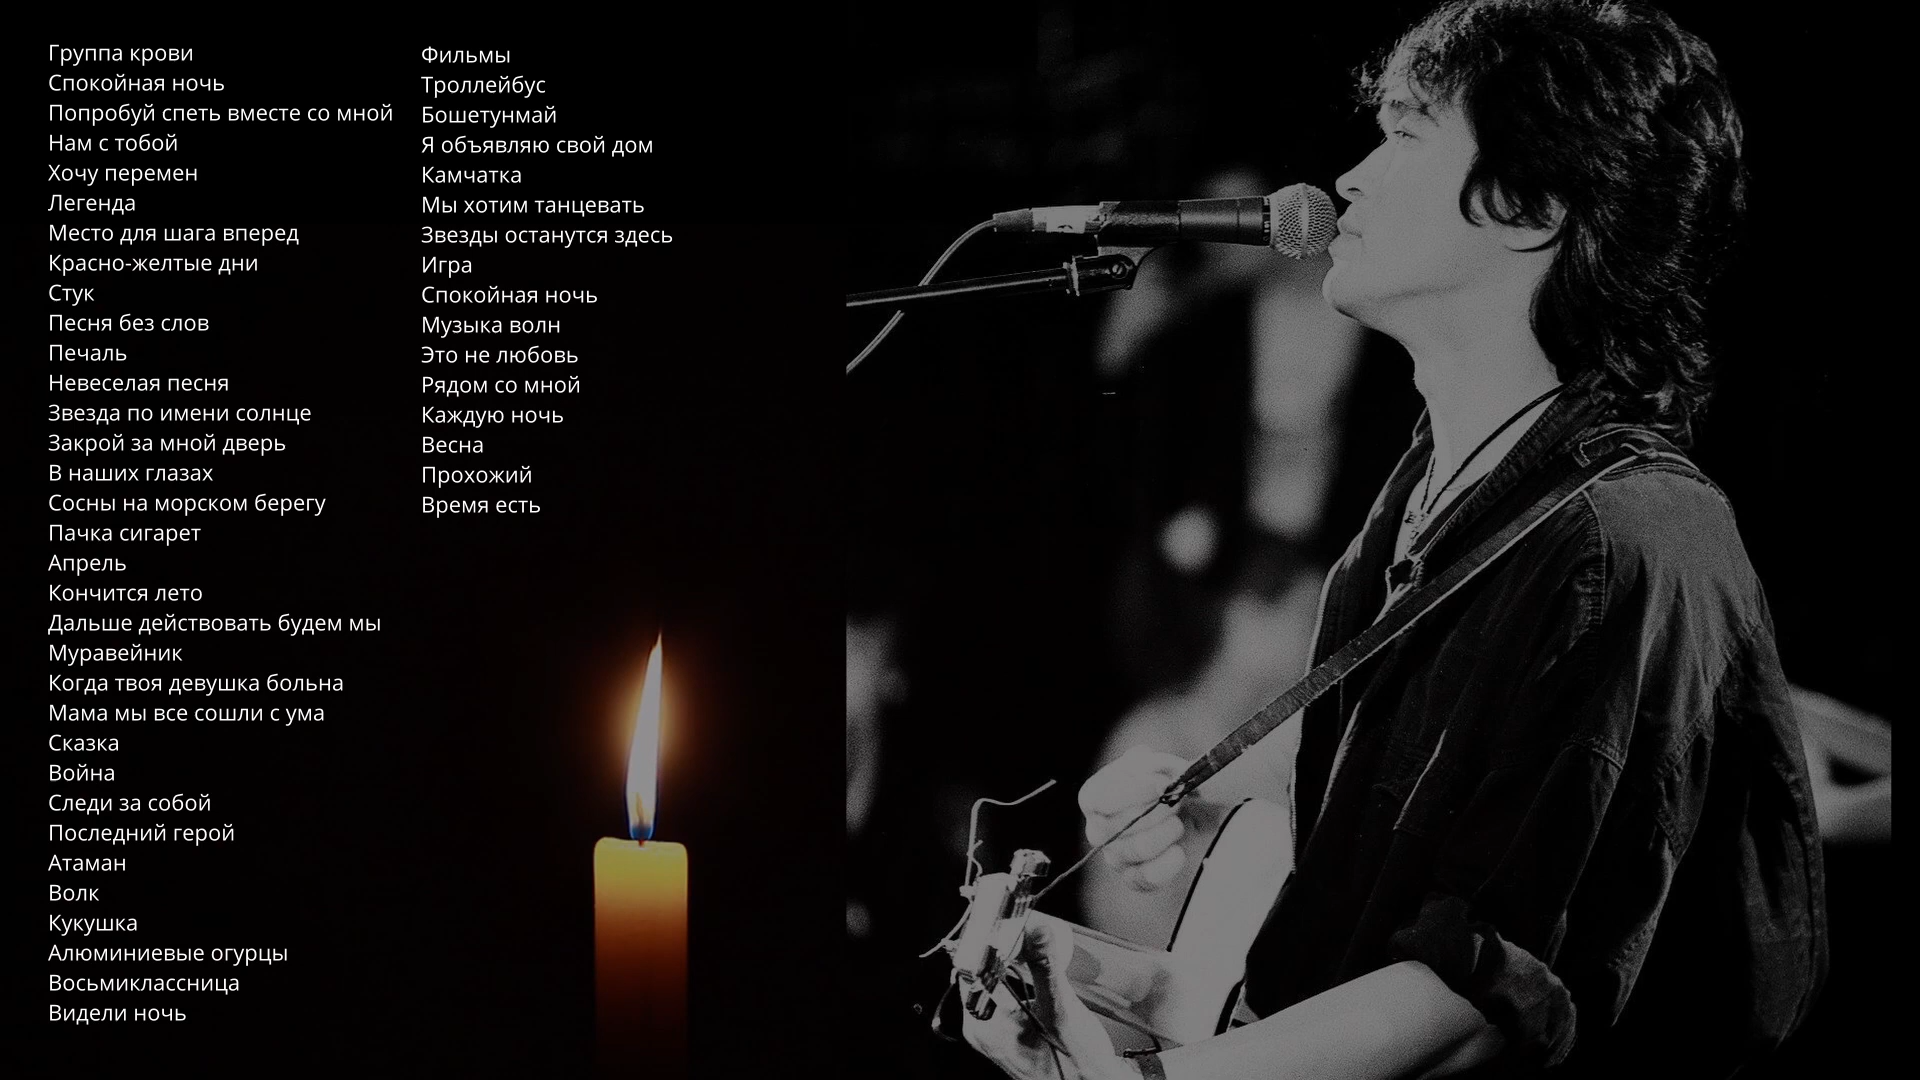 Группа крови
Спокойная ночь
Попробуй спеть вместе со мной
Нам с тобой
Хочу перемен
Легенда
Место для шага вперед
Красно-желтые дни
Стук
Песня без слов
Печаль
Невеселая песня
Звезда по имени солнце
Закрой за мной дверь
В наших глазах
Сосны на морском берегу
Пачка сигарет
Апрель
Кончится лето
Дальше действовать будем мы
Муравейник
Когда твоя девушка больна
Мама мы все сошли с ума
Сказка
Война
Следи за собой
Последний герой
Атаман
Волк
Кукушка
Алюминиевые огурцы
Восьмиклассница
Видели ночь
Фильмы
Троллейбус
Бошетунмай
Я объявляю свой дом
Камчатка
Мы хотим танцевать
Звезды останутся здесь
Игра
Спокойная ночь
Музыка волн
Это не любовь
Рядом со мной
Каждую ночь
Весна
Прохожий
Время есть